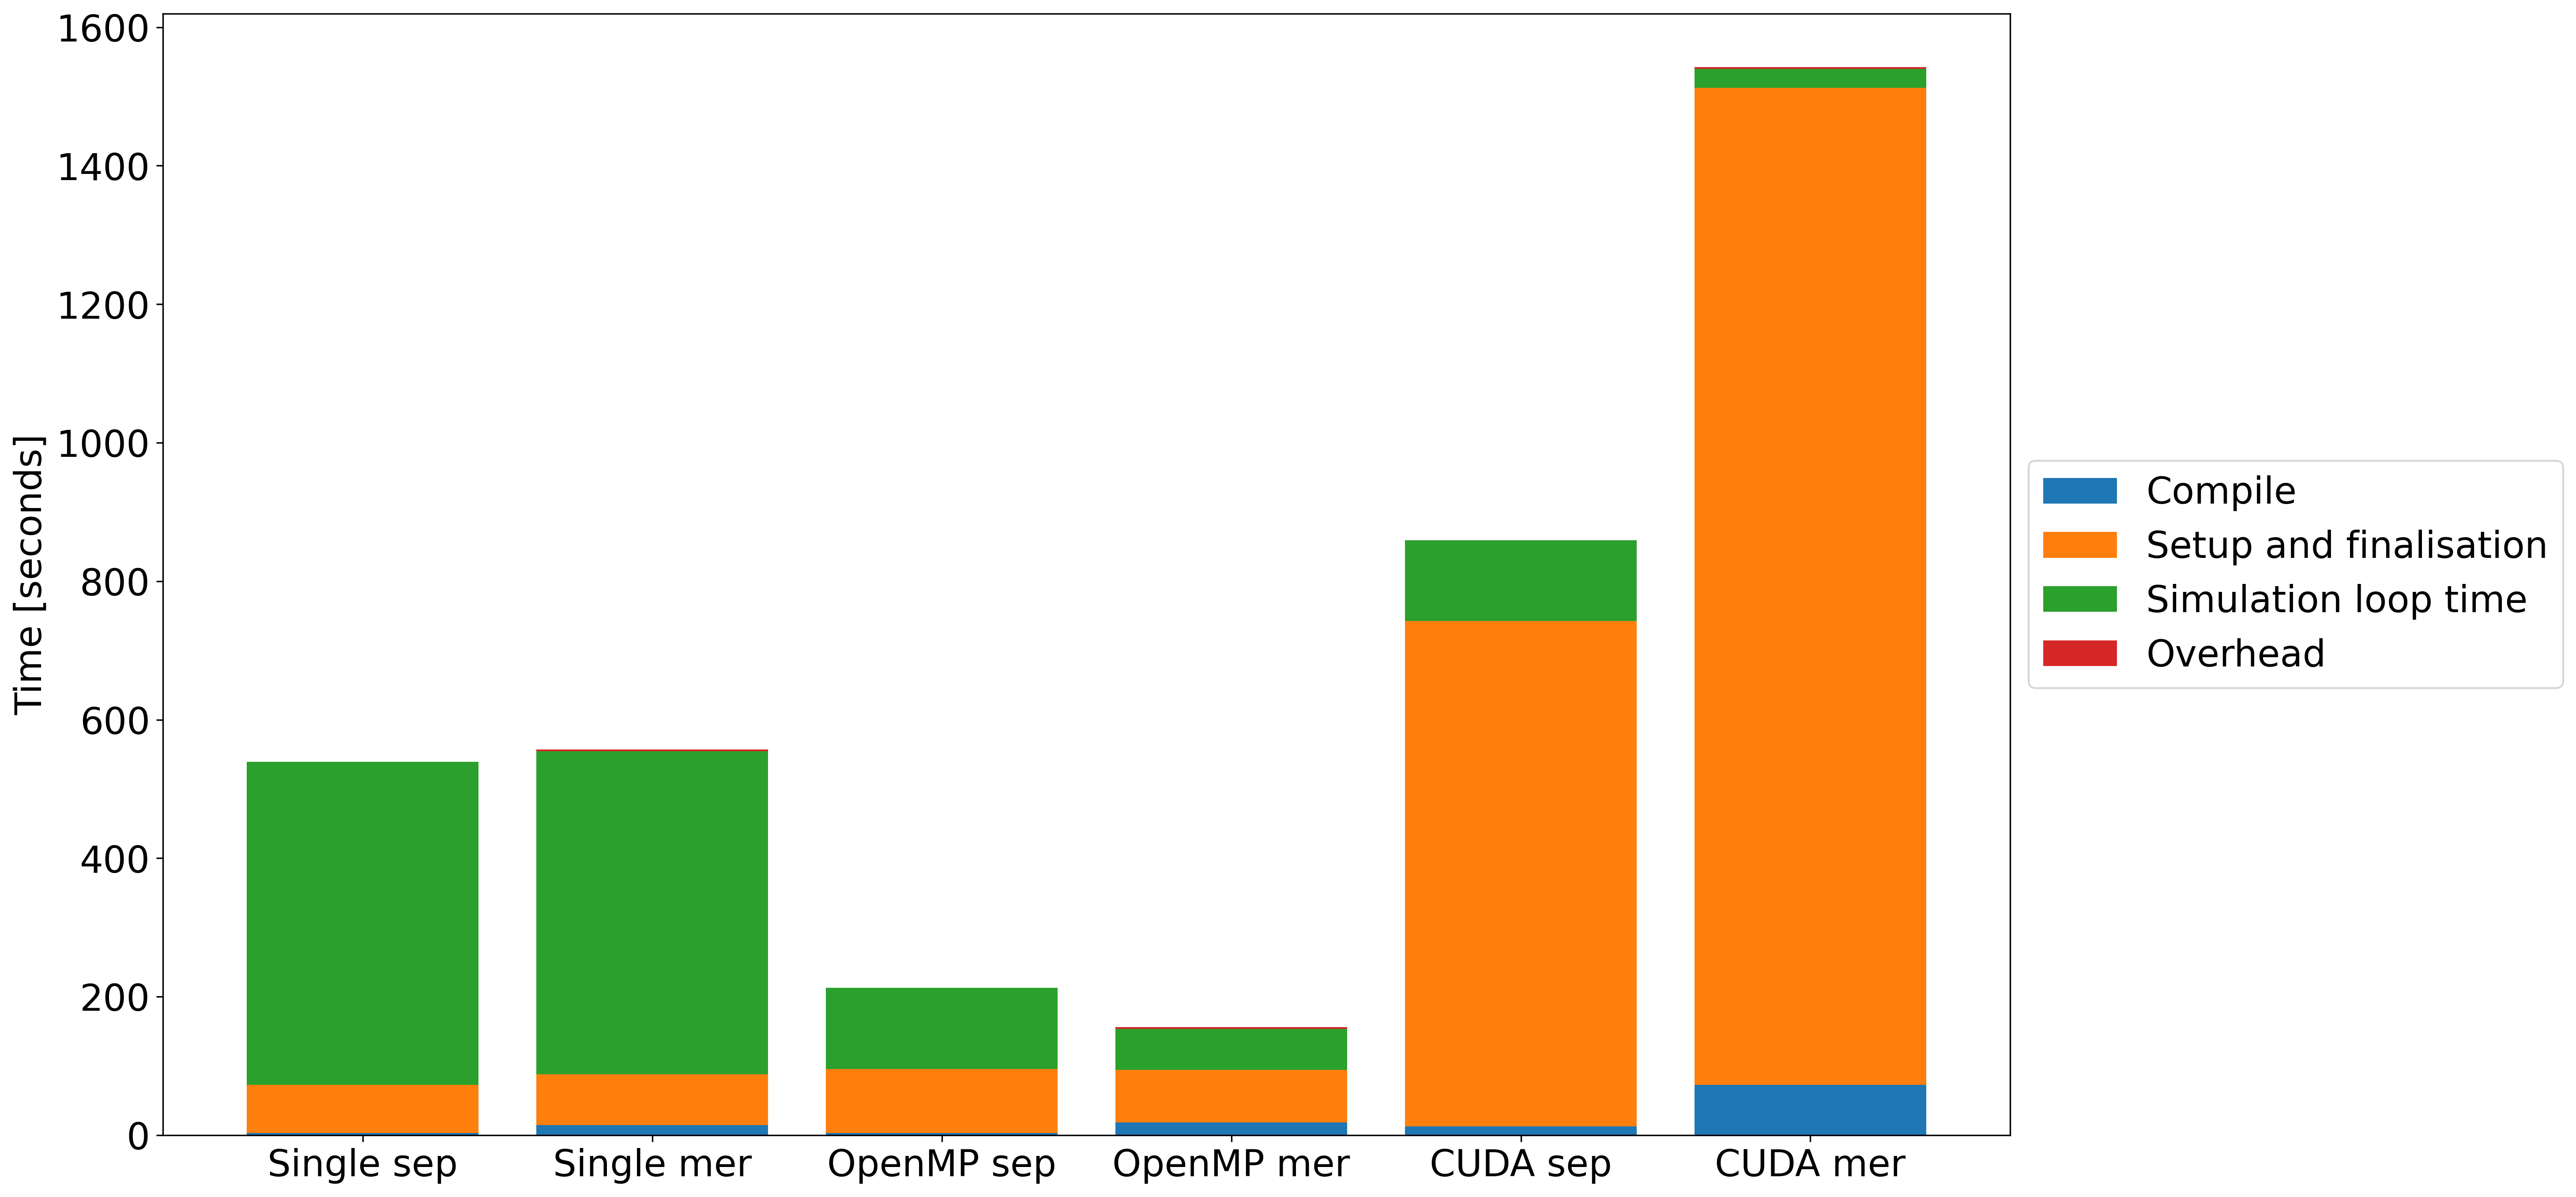 1600
1400
1200
1000
800
600
400
200
0
Time [seconds]
Single sep
Single mer
OpenMP sep
OpenMP mer
CUDA sep
CUDA mer
Compile
Setup and finalisation
Simulation loop time
Overhead